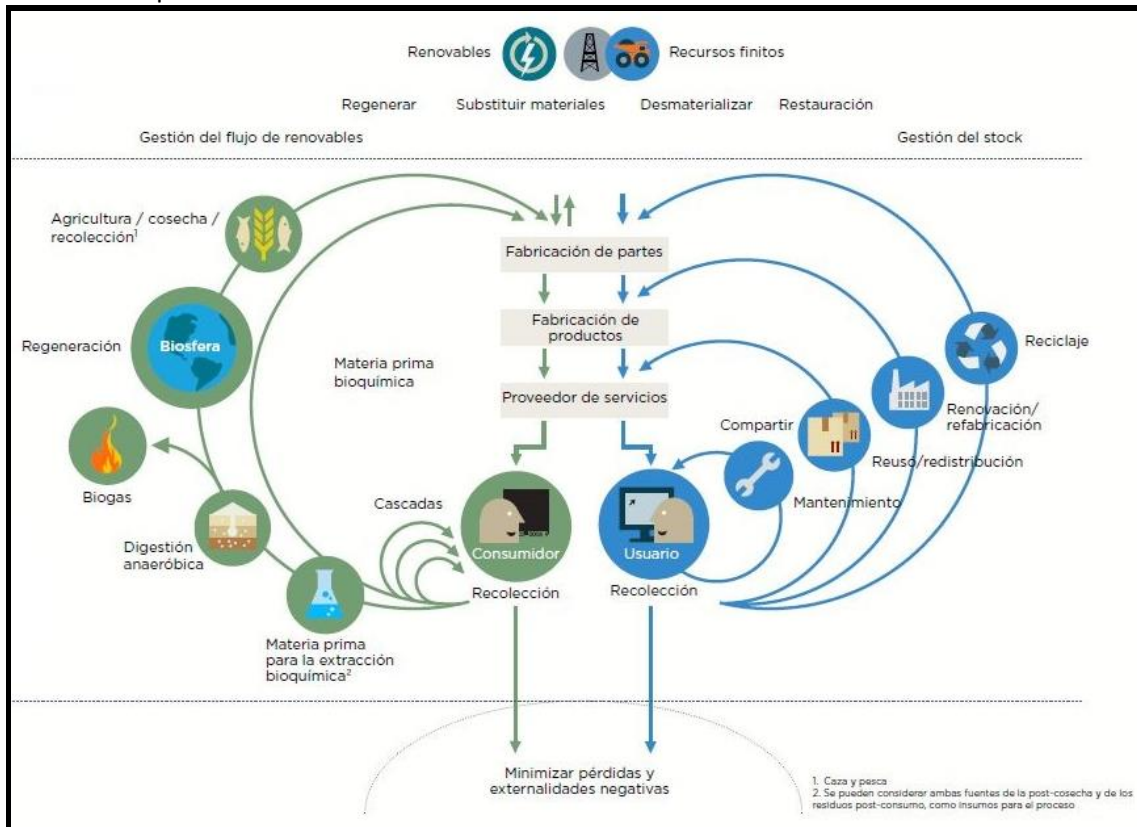 Renovables
Recursos finitos
Regenerar
Substituir materiales
Desmaterializar
Restauración
Gestión del flujo de renovables
Gestión del stock
Agricultura / cosecha /
recolección1
Fabricación de partes
Regeneración
Biosfera
Fabricación de
productos
Reciclaje
Materia prima
bioquímica
Proveedor de servicios
Renovación/
refabricación
Compartir
Reuso/redistribución
Biogas
Mantenimiento
Cascadas
Digestión
anaeróbica
Consumidor
Usuario
Recolección
Recolección
Materia prima
para la extracción
bioquímica2
Minimizar pérdidas y
externalidades negativas
1. Caza y pesca
2. Se pueden considerar ambas fuentes de la post-cosecha y de los
residuos post-consumo, como insumos para el proceso